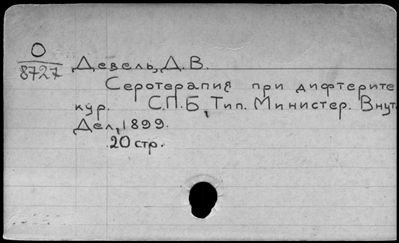 О
8727
Девель, Д. В.
Серотерапия при дифтерите
кур. С.П.Б, Тип. Министер. Внут.
Дел, 1899.
20 стр.